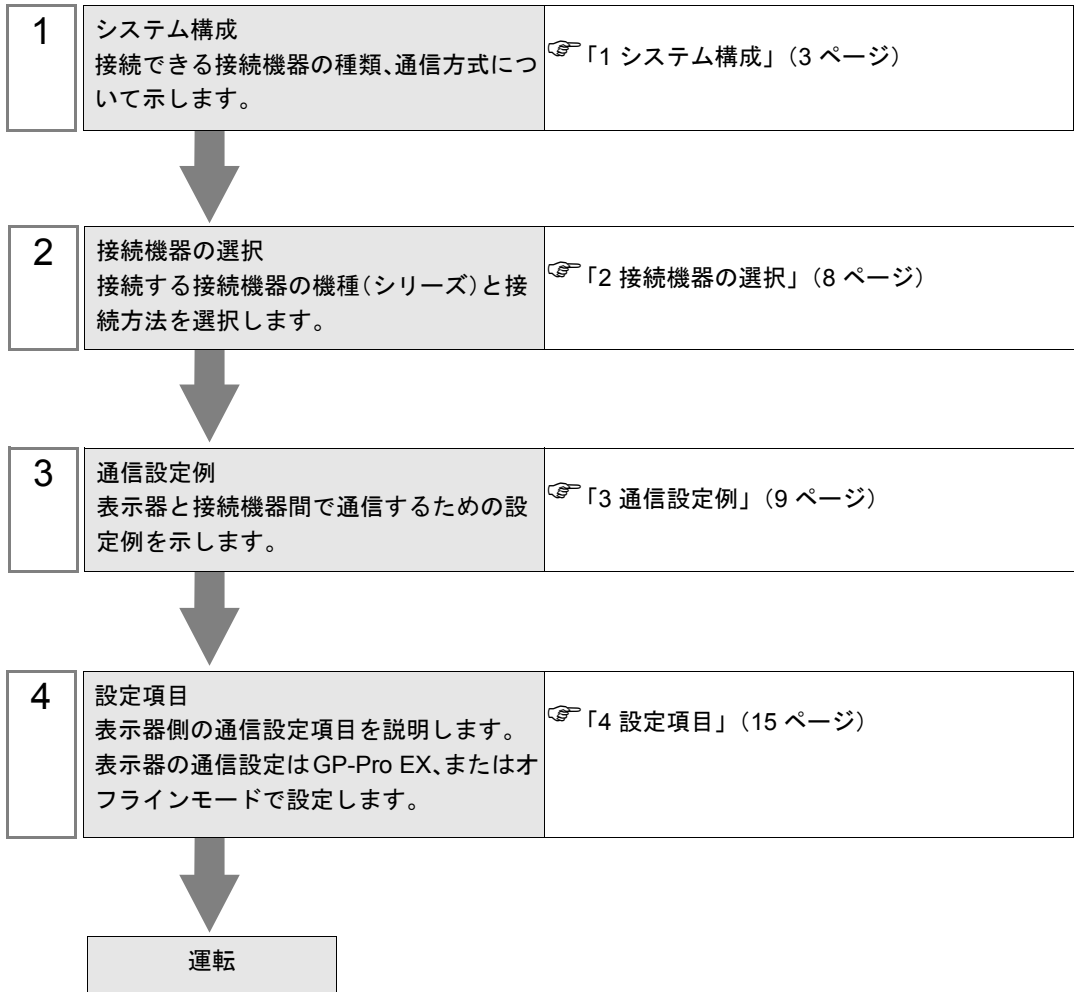 1
システム構成
接続できる接続機器の種類、通信方式につ
いて示します。
☞「1 システム構成」(3 ページ)
2
接続機器の選択
接続する接続機器の機種(シリーズ)と接
続方法を選択します。
☞「2 接続機器の選択」(8 ページ)
3
通信設定例
表示器と接続機器間で通信するための設
定例を示します。
☞「3 通信設定例」(9 ページ)
4
設定項目
表示器側の通信設定項目を説明します。
表示器の通信設定はGP-Pro EX、またはオ
フラインモードで設定します。
☞「4 設定項目」(15 ページ)
運転